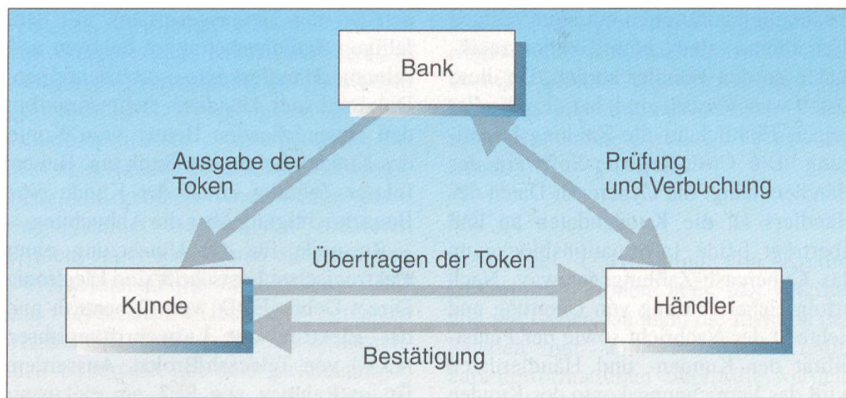 Bank
Ausgabe der
Token
Prüfung
und Verbuchung
Übertragen der Token
Kunde
Händler
Bestätigung